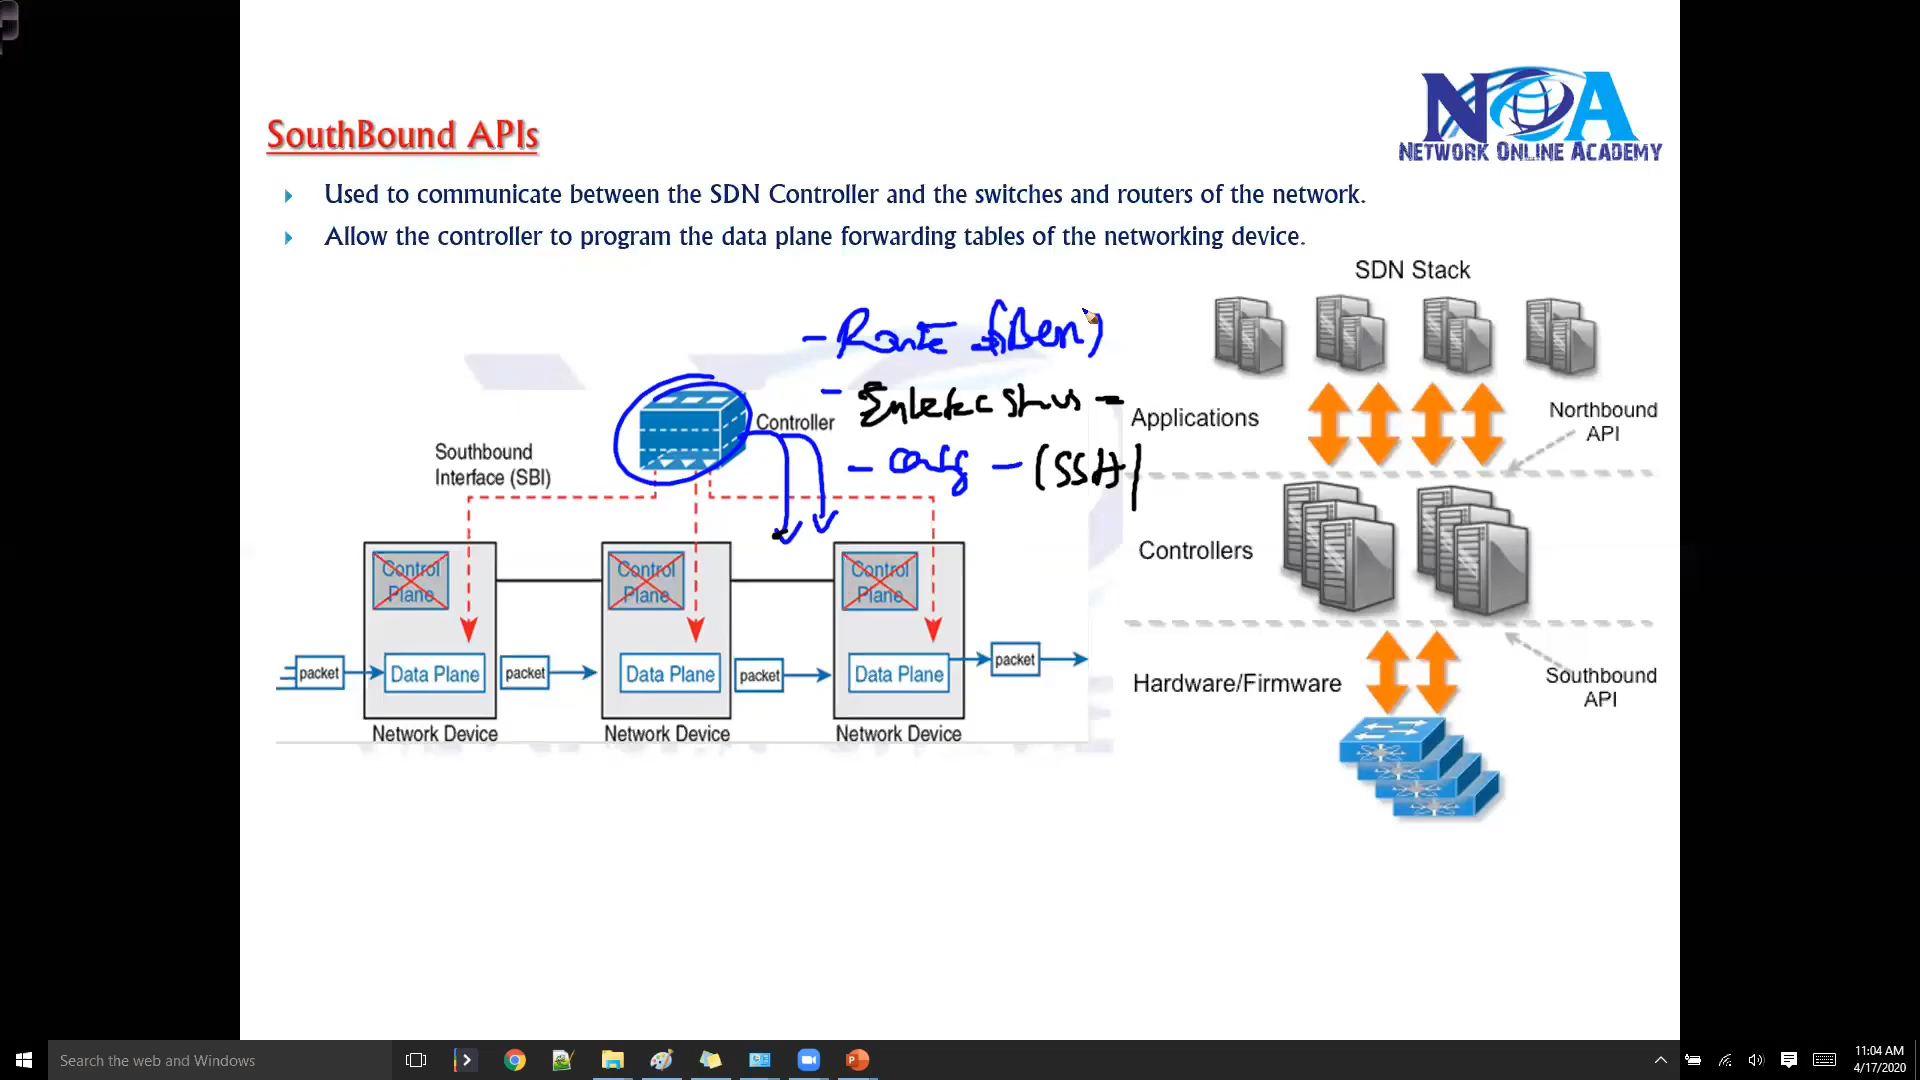 NOA
NETWORK ONLINE ACADEMY
SouthBound APIs
Used to communicate between the SDN Controller and the switches and routers of the network.
Allow the controller to program the data plane forwarding tables of the networking device.
SDN Stack
- Route
Controller
Applications
Northbound
API
Southbound
Interface (SBI)
- config - (SSH)
Controllers
Control
Plane
Control
Plane
Control
Plane
packet
Data Plane
packet
Data Plane
packet
Data Plane
packet
Network Device
Network Device
Network Device
Hardware/Firmware
Southbound
API
Search the web and Windows
11:04 AM
4/17/2020